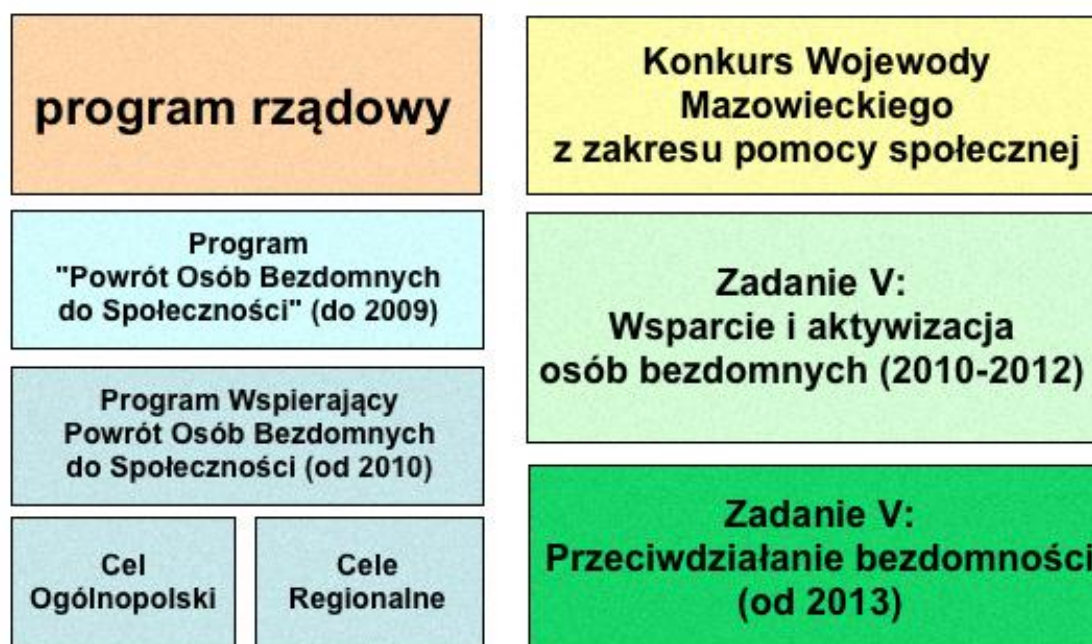 program rządowy
Program
"Powrót Osób Bezdomnych
do Społeczności" (do 2009)
Program Wspierający
Powrót Osób Bezdomnych
do Społeczności (od 2010)
Cel
Ogólnopolski
Cele
Regionalne
Konkurs Wojewody
Mazowieckiego
z zakresu pomocy społecznej
Zadanie V:
Wsparcie i aktywizacja
osób bezdomnych (2010-2012)
Zadanie V:
Przeciwdziałanie bezdomności
(od 2013)